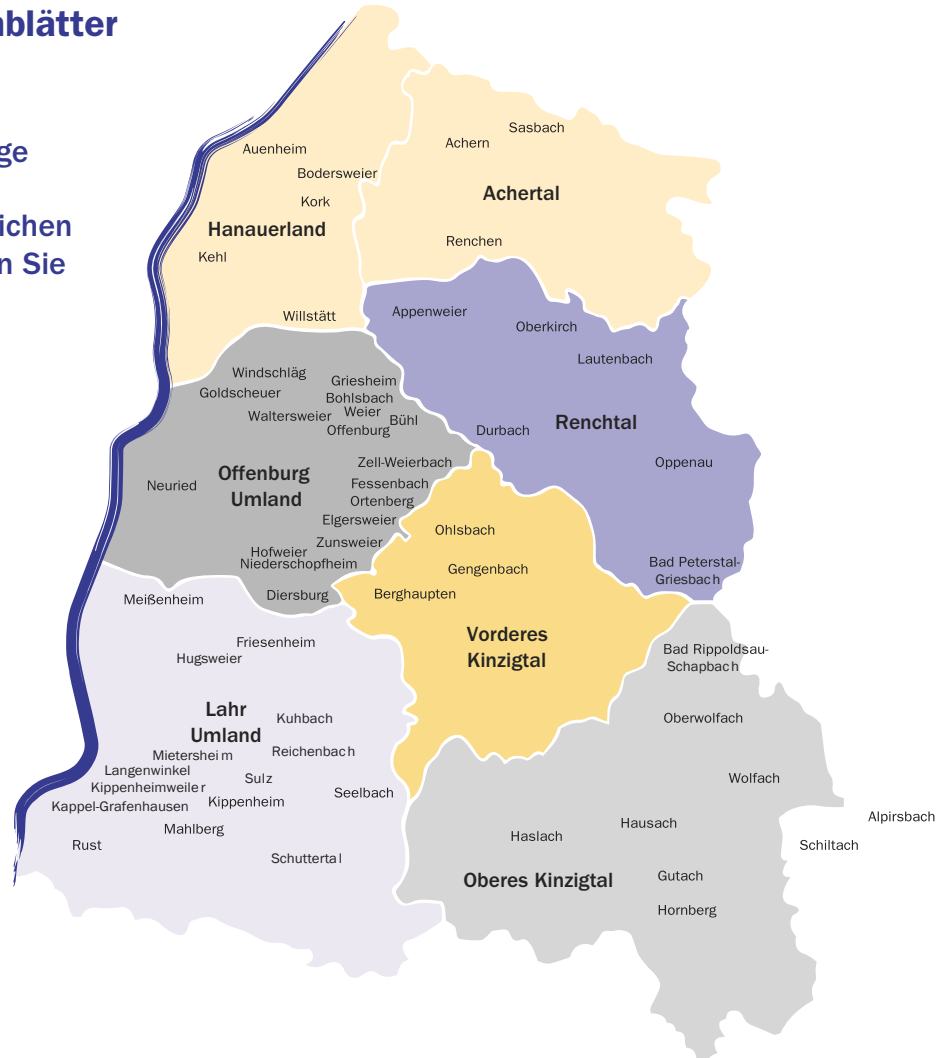 nblätter
ge
ichen
n Sie
Sasbach
Achern
Auenheim
Bodersweier
Achertal
Kork
Hanauerland
Renchen
Kehl
Appenweier
Willstätt
Oberkirch
Lautenbach
Windschläg
Griesheim
Goldscheuer
Bohlsbach
Weier
Waltersweier
Bühl
Offenburg
Durbach
Renchtal
Zell-Weierbach
Oppenau
Offenburg
Umland
Neuried
Fessenbach
Ortenberg
Elgersweier
Ohlsbach
Zunsweier
Hofweier
Niederschopfheim
Gengenbach
Bad Peterstal-
Griesbach
Diersburg
Berghaupten
Meißenheim
Vorderes
Kinzigtal
Friesenheim
Hugsweier
Bad Rippoldsau-
Schapbach
Lahr
Umland
Kuhbach
Oberwolfach
Mietersheim
Reichenbach
Langenwinkel
Sulz
Wolfach
Kippenheimweiler
Seelbach
Kappel-Grafenhausen
Kippenheim
Alpirsbach
Mahlberg
Hausach
Haslach
Rust
Schiltach
Schuttertal
Oberes Kinzigtal
Gutach
Hornberg